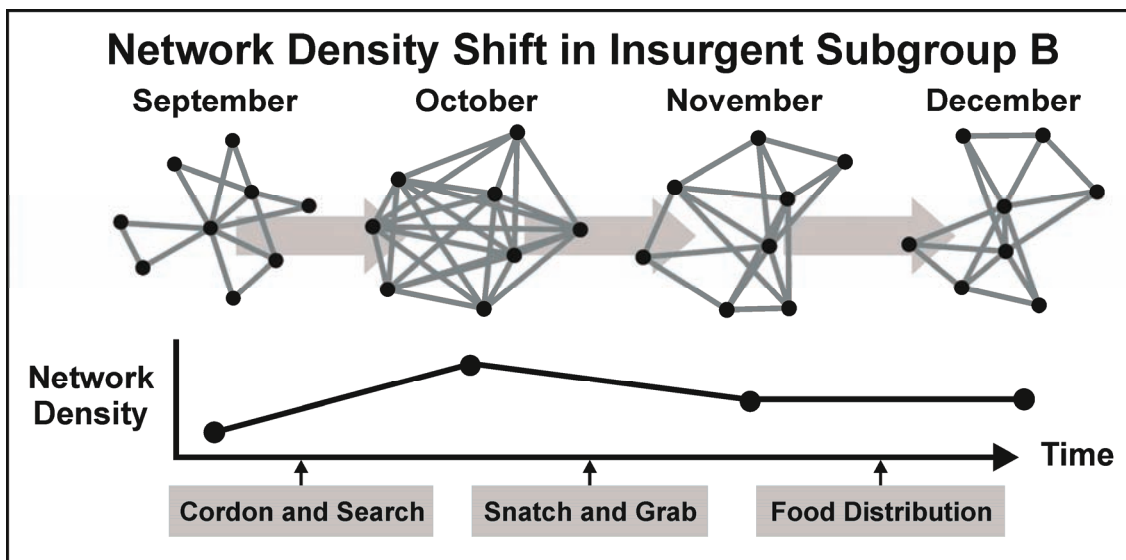 Network Density Shift in Insurgent Subgroup B
September
October
November
December
Network
Density
Time
Cordon and Search
Snatch and Grab
Food Distribution